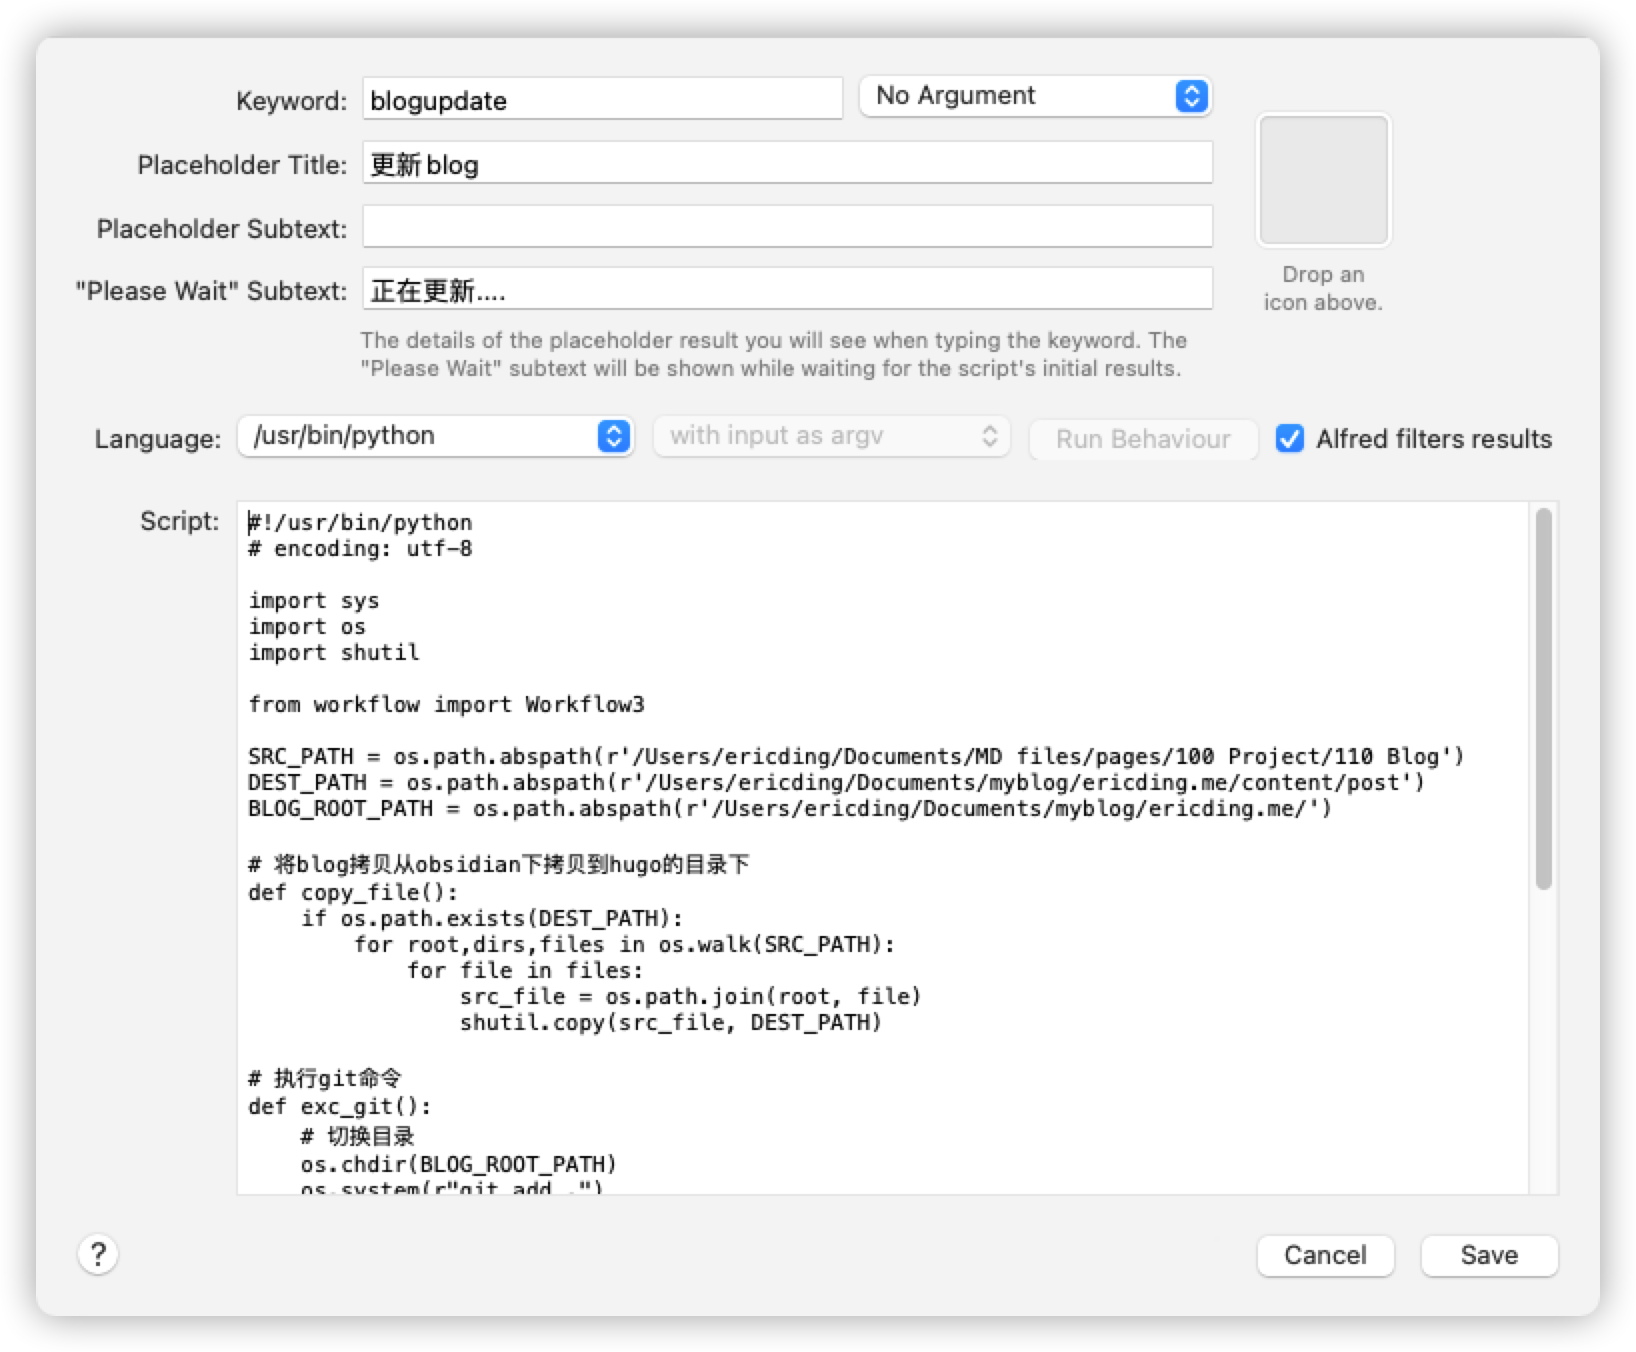 Keyword: blogupdate No Argument
Placeholder Title: 更新blog
Placeholder Subtext:
"Please Wait" Subtext: 正在更新....
Drop an
icon above.
The details of the placeholder result you will see when typing the keyword. The
"Please Wait" subtext will be shown while waiting for the script's initial results.
Language: /usr/bin/python with input as argv Run Behaviour Alfred filters results
Script:
#!/usr/bin/python
# encoding: utf-8
import sys
import os
import shutil
from workflow import Workflow3
SRC_PATH = os.path.abspath(r'/Users/ericding/Documents/MD files/pages/100 Project/110 Blog')
DEST_PATH = os.path.abspath(r'/Users/ericding/Documents/myblog/ericding.me/content/post')
BLOG_ROOT_PATH = os.path.abspath(r'/Users/ericding/Documents/myblog/ericding.me/')
# 将blog拷贝从obsidian下拷贝到hugo的目录下
def copy_file():
    if os.path.exists(DEST_PATH):
        for root,dirs,files in os.walk(SRC_PATH):
            for file in files:
                src_file = os.path.join(root, file)
                shutil.copy(src_file, DEST_PATH)
# 执行git命令
def exc_git():
    # 切换目录
    os.chdir(BLOG_ROOT_PATH)
    os.system(r"git add .")
? Cancel Save